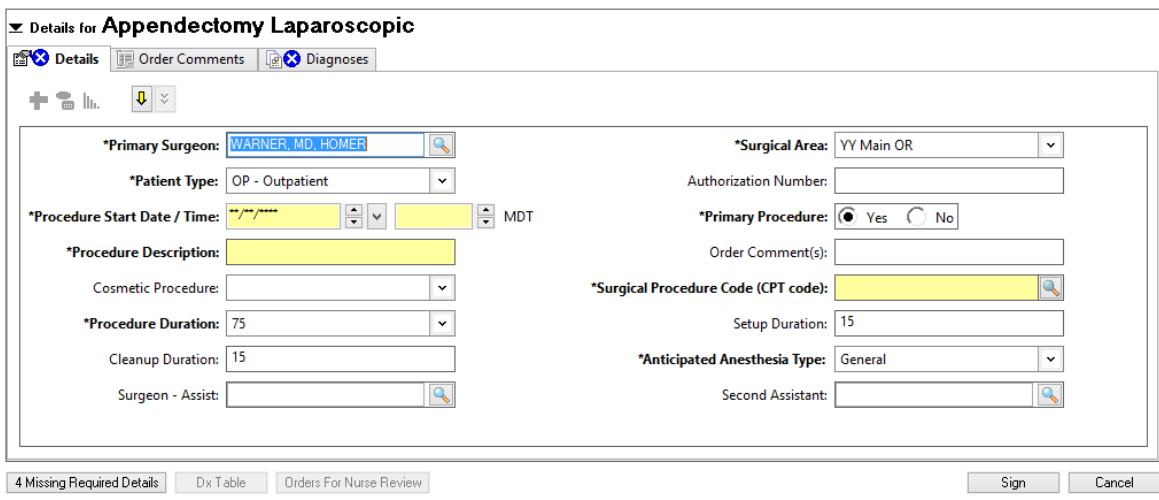 Details for Appendectomy Laparoscopic
Details Order Comments Diagnoses
*Primary Surgeon: WARNER, MD, HOMER *Surgical Area: YY Main OR
*Patient Type: OP - Outpatient Authorization Number:
*Procedure Start Date / Time: **/**/**** MDT *Primary Procedure: Yes No
*Procedure Description: Order Comment(s):
Cosmetic Procedure: *Surgical Procedure Code (CPT code):
*Procedure Duration: 75 Setup Duration: 15
Cleanup Duration: 15 *Anticipated Anesthesia Type: General
Surgeon - Assist: Second Assistant:
4 Missing Required Details Dx Table Orders For Nurse Review Sign Cancel